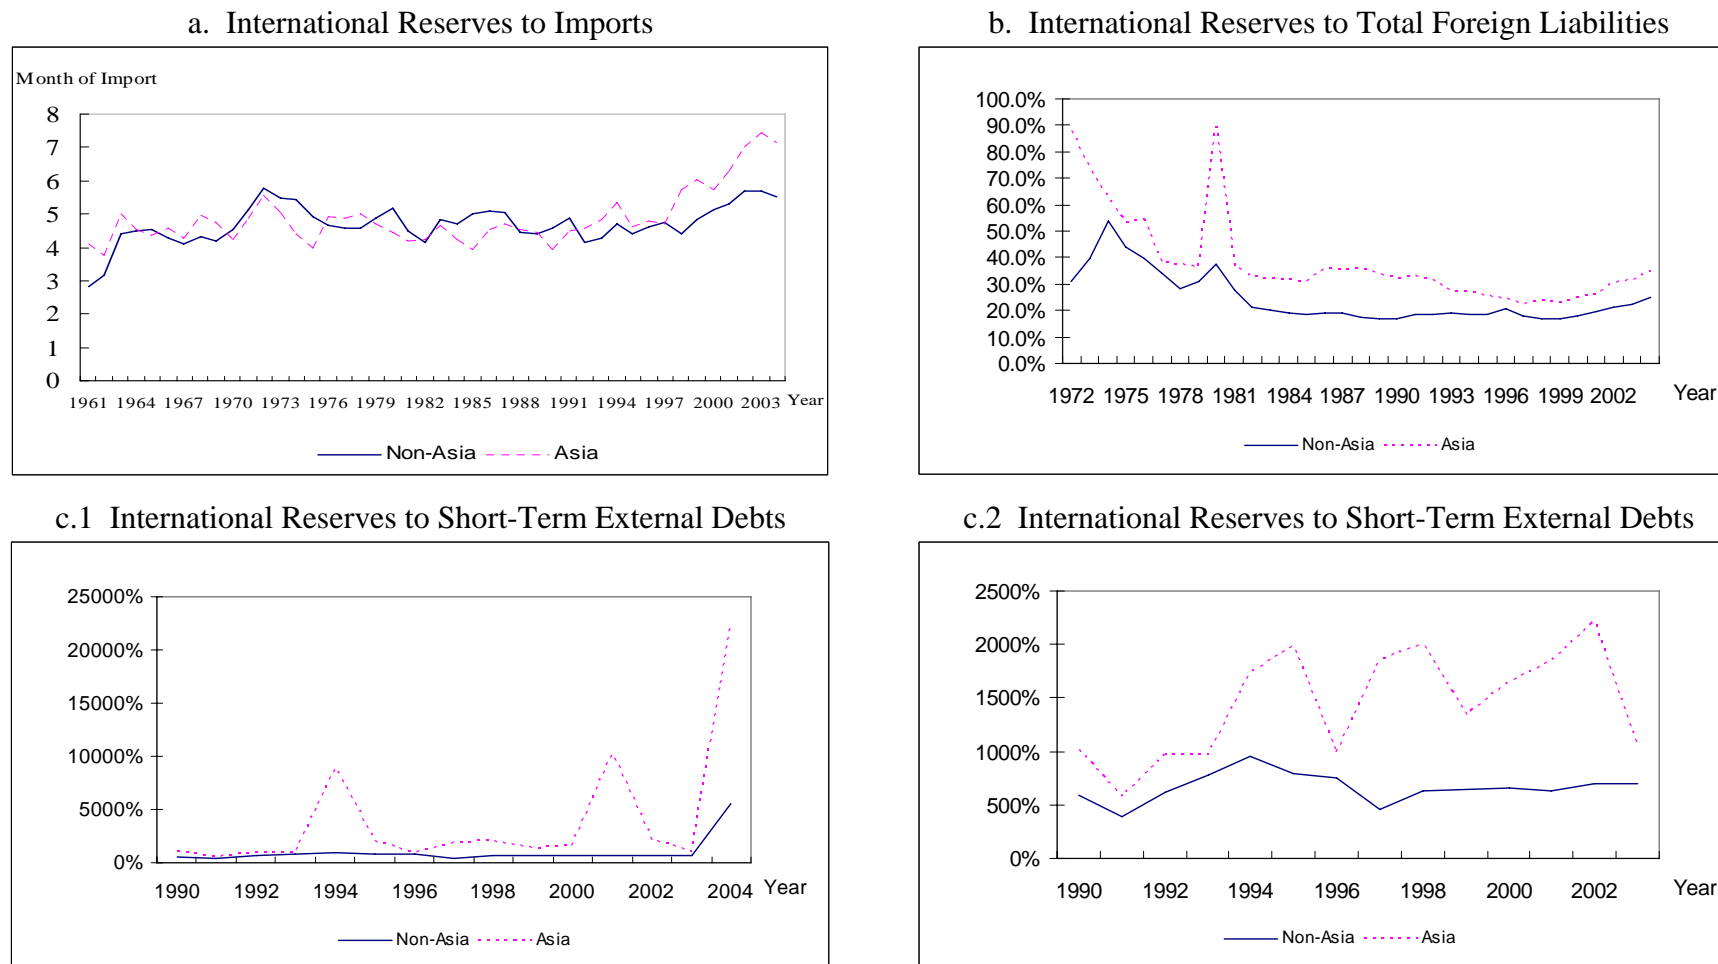 a. International Reserves to Imports
Month of Import
8
7
6
5
4
3
2
1
0
1961 1964 1967 1970 1973 1976 1979 1982 1985 1988 1991 1994 1997 2000 2003 Year
Non-Asia Asia
b. International Reserves to Total Foreign Liabilities
100.0%
90.0%
80.0%
70.0%
60.0%
50.0%
40.0%
30.0%
20.0%
10.0%
0.0%
1972 1975 1978 1981 1984 1987 1990 1993 1996 1999 2002 Year
Non-Asia Asia
c.1 International Reserves to Short-Term External Debts
25000%
20000%
15000%
10000%
5000%
0%
1990 1992 1994 1996 1998 2000 2002 2004 Year
Non-Asia Asia
c.2 International Reserves to Short-Term External Debts
2500%
2000%
1500%
1000%
500%
0%
1990 1992 1994 1996 1998 2000 2002 Year
Non-Asia Asia